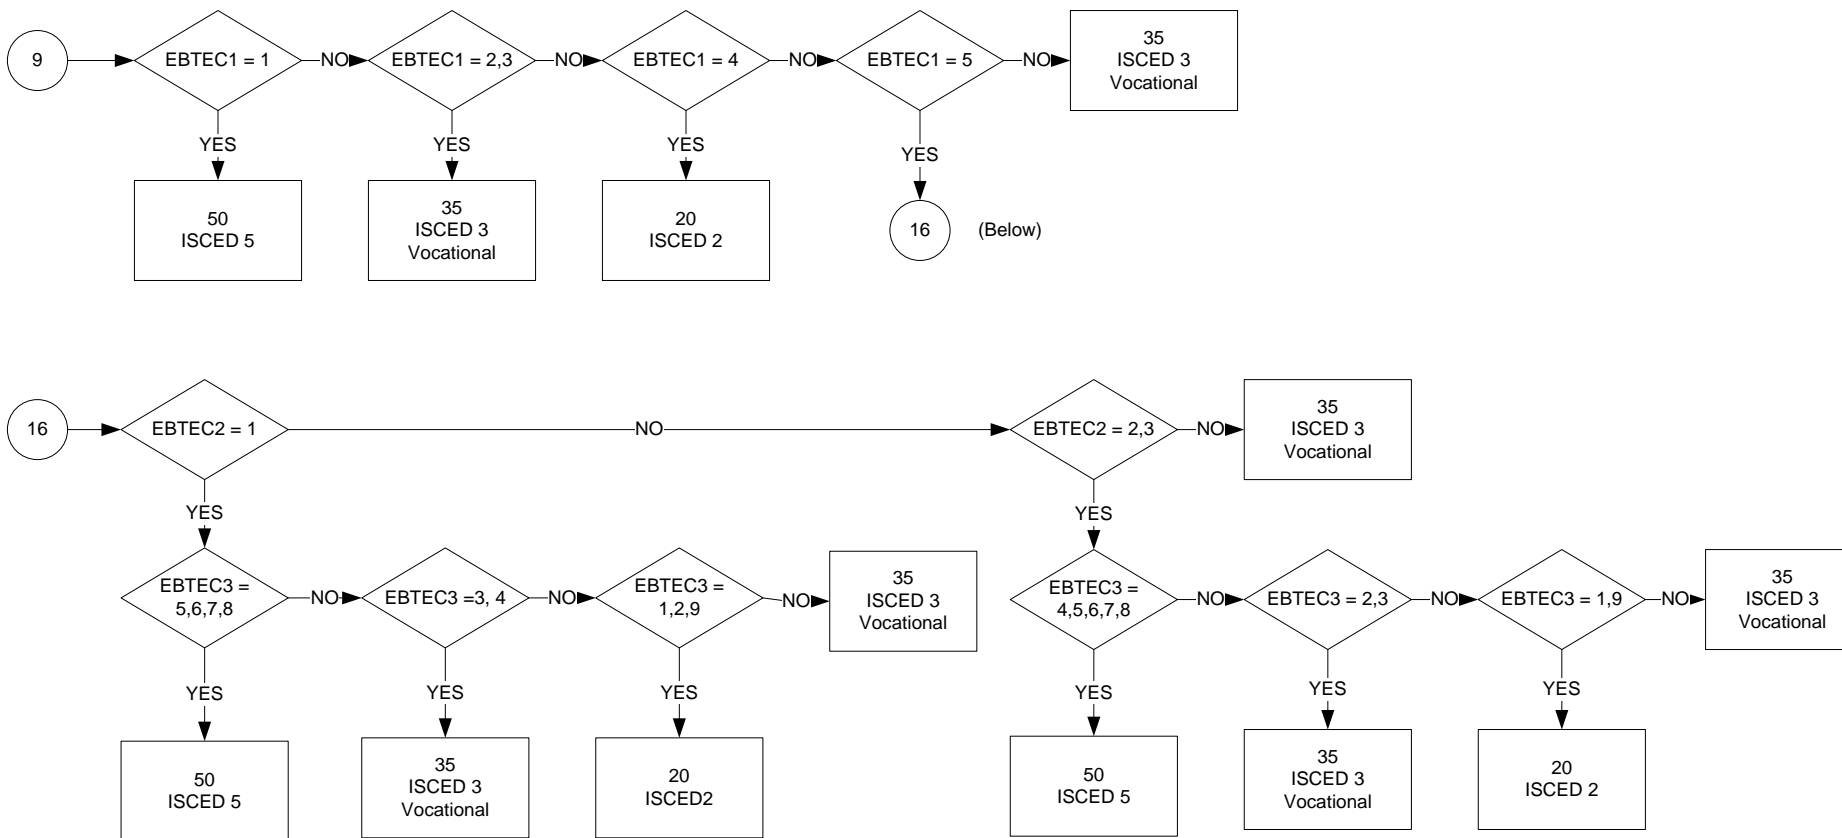 9
EBTEC1 = 1
NO
EBTEC1 = 2,3
NO
EBTEC1 = 4
NO
EBTEC1 = 5
NO
35
ISCED 3
Vocational
YES
YES
YES
YES
50
ISCED 5
35
ISCED 3
Vocational
20
ISCED 2
16
(Below)
16
EBTEC2 = 1
NO
EBTEC2 = 2,3
NO
35
ISCED 3
Vocational
YES
YES
EBTEC3 =
5,6,7,8
NO
EBTEC3 =3, 4
NO
EBTEC3 =
1,2,9
NO
35
ISCED 3
Vocational
EBTEC3 =
4,5,6,7,8
NO
EBTEC3 = 2,3
NO
EBTEC3 = 1,9
NO
35
ISCED 3
Vocational
YES
YES
YES
YES
YES
YES
50
ISCED 5
35
ISCED 3
Vocational
20
ISCED2
50
ISCED 5
35
ISCED 3
Vocational
20
ISCED 2